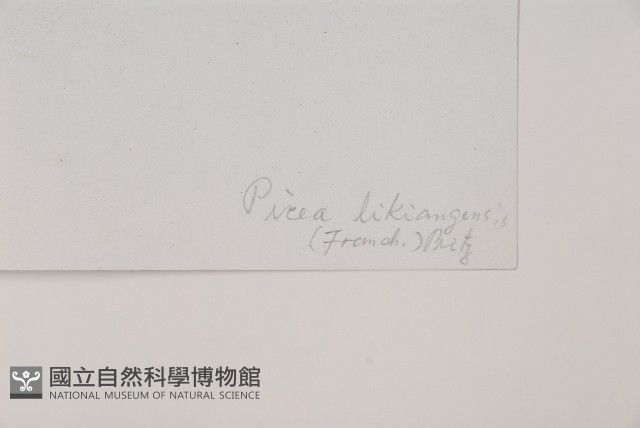 Picea likiangensis
(Franch.) Pritz
國立自然科學博物館
NATIONAL MUSEUM OF NATURAL SCIENCE